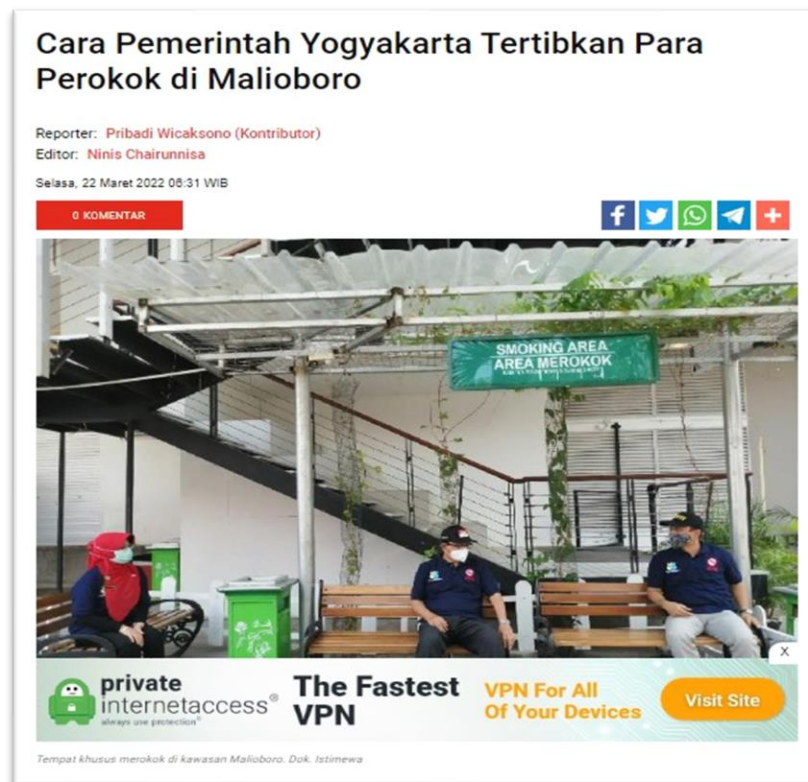 Cara Pemerintah Yogyakarta Tertibkan Para
Perokok di Malioboro
Reporter: Pribadi Wicaksono (Kontributor)
Editor: Ninis Chairunnisa
Selasa, 22 Maret 2022 06:31 WIB
0 KOMENTAR
SMOKING AREA
AREA MEROKOK
X
private
internetaccess®
always use protection®
The Fastest
VPN
VPN For All
Of Your Devices
Visit Site
Tempat khusus merokok di kawasan Malioboro. Dok. Istimewa